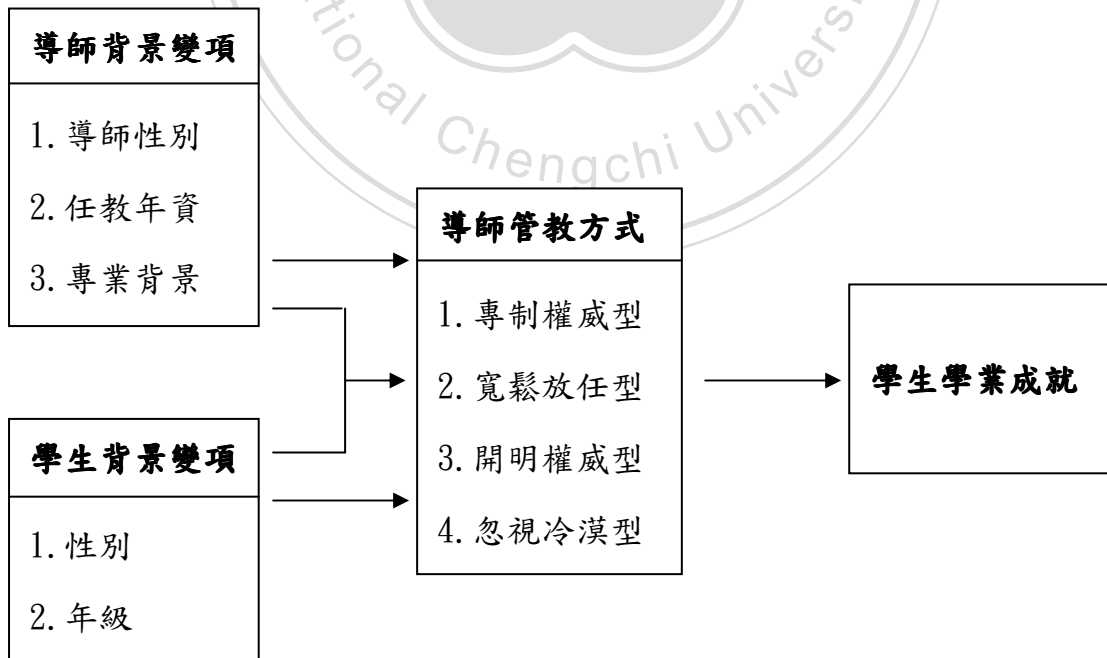 導師背景變項
1.導師性別
2.任教年資
3.專業背景
學生背景變項
1.性別
2.年級
導師管教方式
1.專制權威型
2.寬鬆放任型
3.開明權威型
4.忽視冷漠型
學生學業成就
tional Chengchi Univers